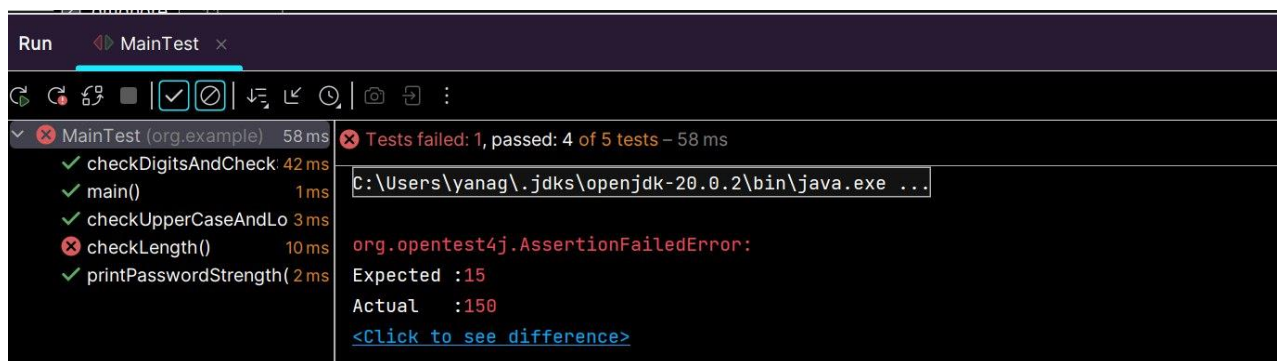 Run MainTest ×
MainTest (org.example) 58 ms
checkDigitsAndCheck 42 ms
main() 1 ms
checkUpperCaseAndLo 3 ms
checkLength() 10 ms
printPasswordStrength( 2 ms
Tests failed: 1, passed: 4 of 5 tests – 58 ms
C:\Users\yanag\.jdks\openjdk-20.0.2\bin\java.exe ...
org.opentest4j.AssertionFailedError:
Expected :15
Actual   :150
<Click to see difference>